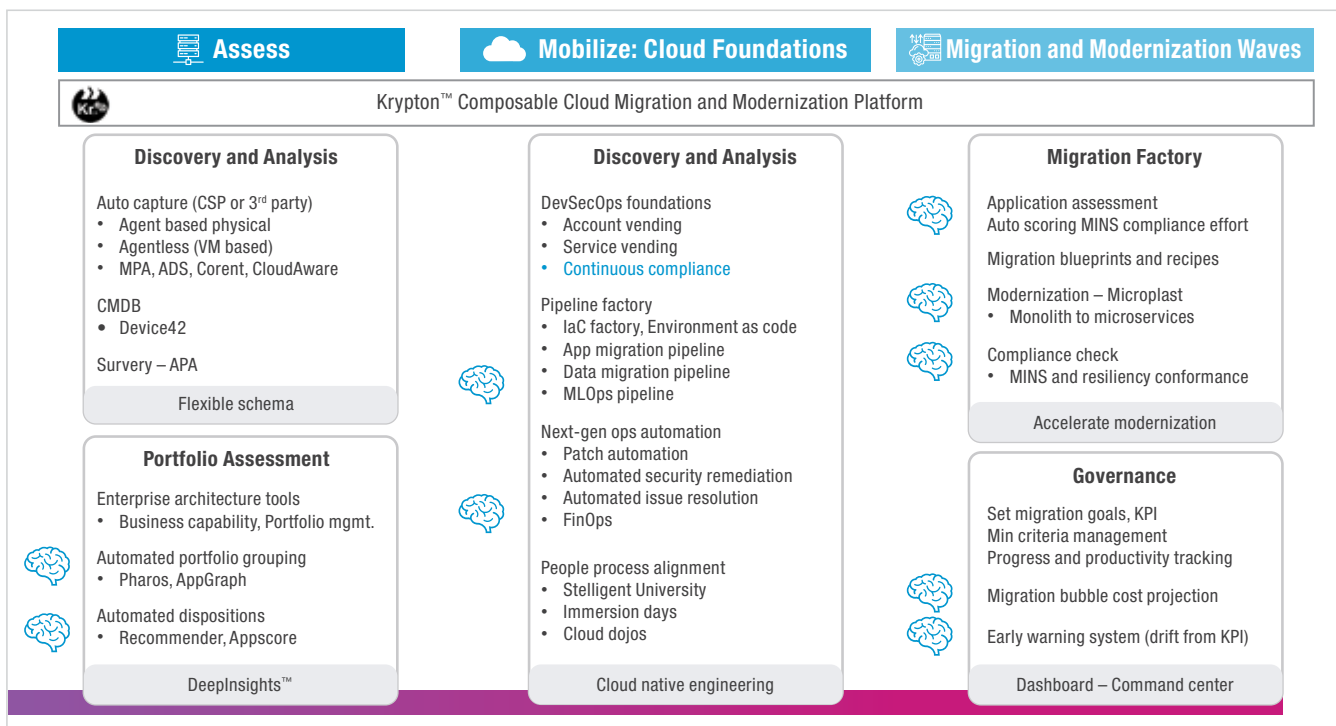 Assess
Mobilize: Cloud Foundations
Migration and Modernization Waves
Kr
Krypton™ Composable Cloud Migration and Modernization Platform
Discovery and Analysis
Auto capture (CSP or 3rd party)
• Agent based physical
• Agentless (VM based)
• MPA, ADS, Corent, CloudAware
CMDB
• Device42
Survery – APA
Flexible schema
Portfolio Assessment
Enterprise architecture tools
• Business capability, Portfolio mgmt.
Automated portfolio grouping
• Pharos, AppGraph
Automated dispositions
• Recommender, Appscore
DeepInsights™
Discovery and Analysis
DevSecOps foundations
• Account vending
• Service vending
• Continuous compliance
Pipeline factory
• IaC factory, Environment as code
• App migration pipeline
• Data migration pipeline
• MLOps pipeline
Next-gen ops automation
• Patch automation
• Automated security remediation
• Automated issue resolution
• FinOps
People process alignment
• Stelligent University
• Immersion days
• Cloud dojos
Cloud native engineering
Migration Factory
Application assessment
Auto scoring MINS compliance effort
Migration blueprints and recipes
Modernization – Microplast
• Monolith to microservices
Compliance check
• MINS and resiliency conformance
Accelerate modernization
Governance
Set migration goals, KPI
Min criteria management
Progress and productivity tracking
Migration bubble cost projection
Early warning system (drift from KPI)
Dashboard – Command center